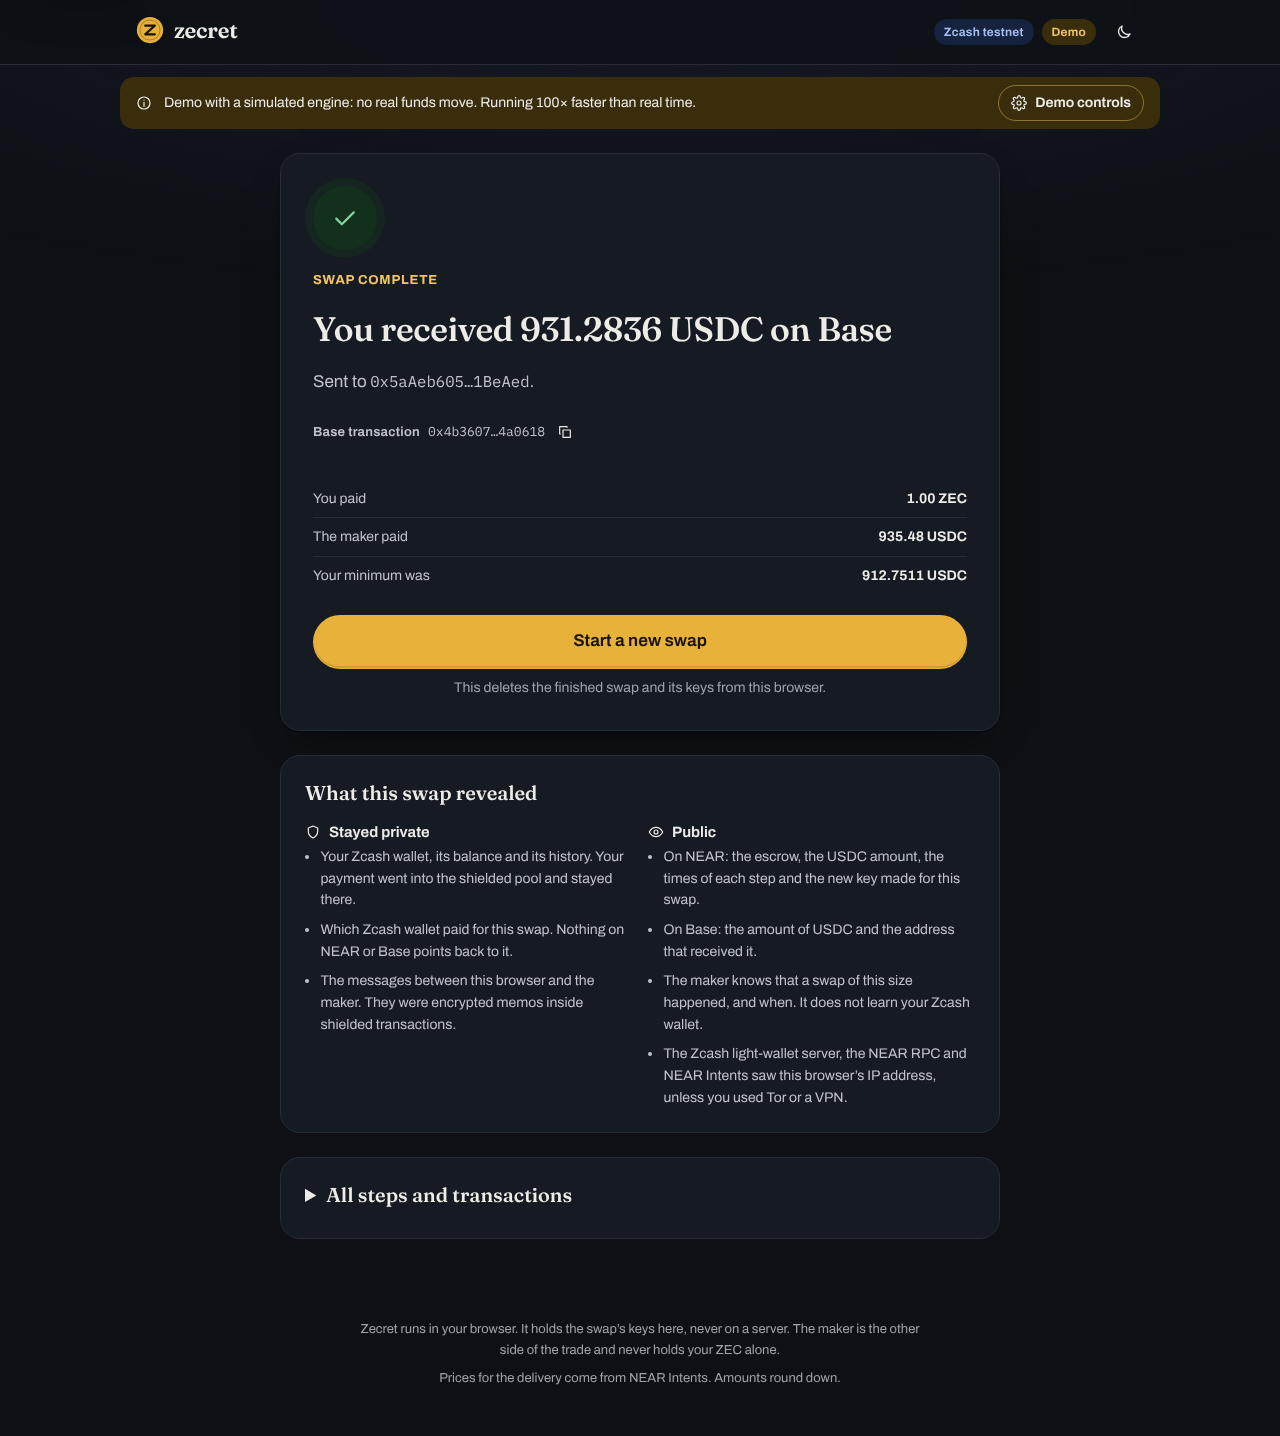 zecret
Zcash testnet
Demo
Demo with a simulated engine: no real funds move. Running 100× faster than real time.
Demo controls
SWAP COMPLETE
You received 931.2836 USDC on Base
Sent to 0x5aAeb605…1BeAed.
Base transaction 0x4b3607…4a0618
You paid
1.00 ZEC
The maker paid
935.48 USDC
Your minimum was
912.7511 USDC
Start a new swap
This deletes the finished swap and its keys from this browser.
What this swap revealed
Stayed private
• Your Zcash wallet, its balance and its history. Your
payment went into the shielded pool and stayed
there.
• Which Zcash wallet paid for this swap. Nothing on
NEAR or Base points back to it.
• The messages between this browser and the
maker. They were encrypted memos inside
shielded transactions.
Public
• On NEAR: the escrow, the USDC amount, the
times of each step and the new key made for this
swap.
• On Base: the amount of USDC and the address
that received it.
• The maker knows that a swap of this size
happened, and when. It does not learn your Zcash
wallet.
• The Zcash light-wallet server, the NEAR RPC and
NEAR Intents saw this browser’s IP address,
unless you used Tor or a VPN.
All steps and transactions
Zecret runs in your browser. It holds the swap’s keys here, never on a server. The maker is the other
side of the trade and never holds your ZEC alone.
Prices for the delivery come from NEAR Intents. Amounts round down.